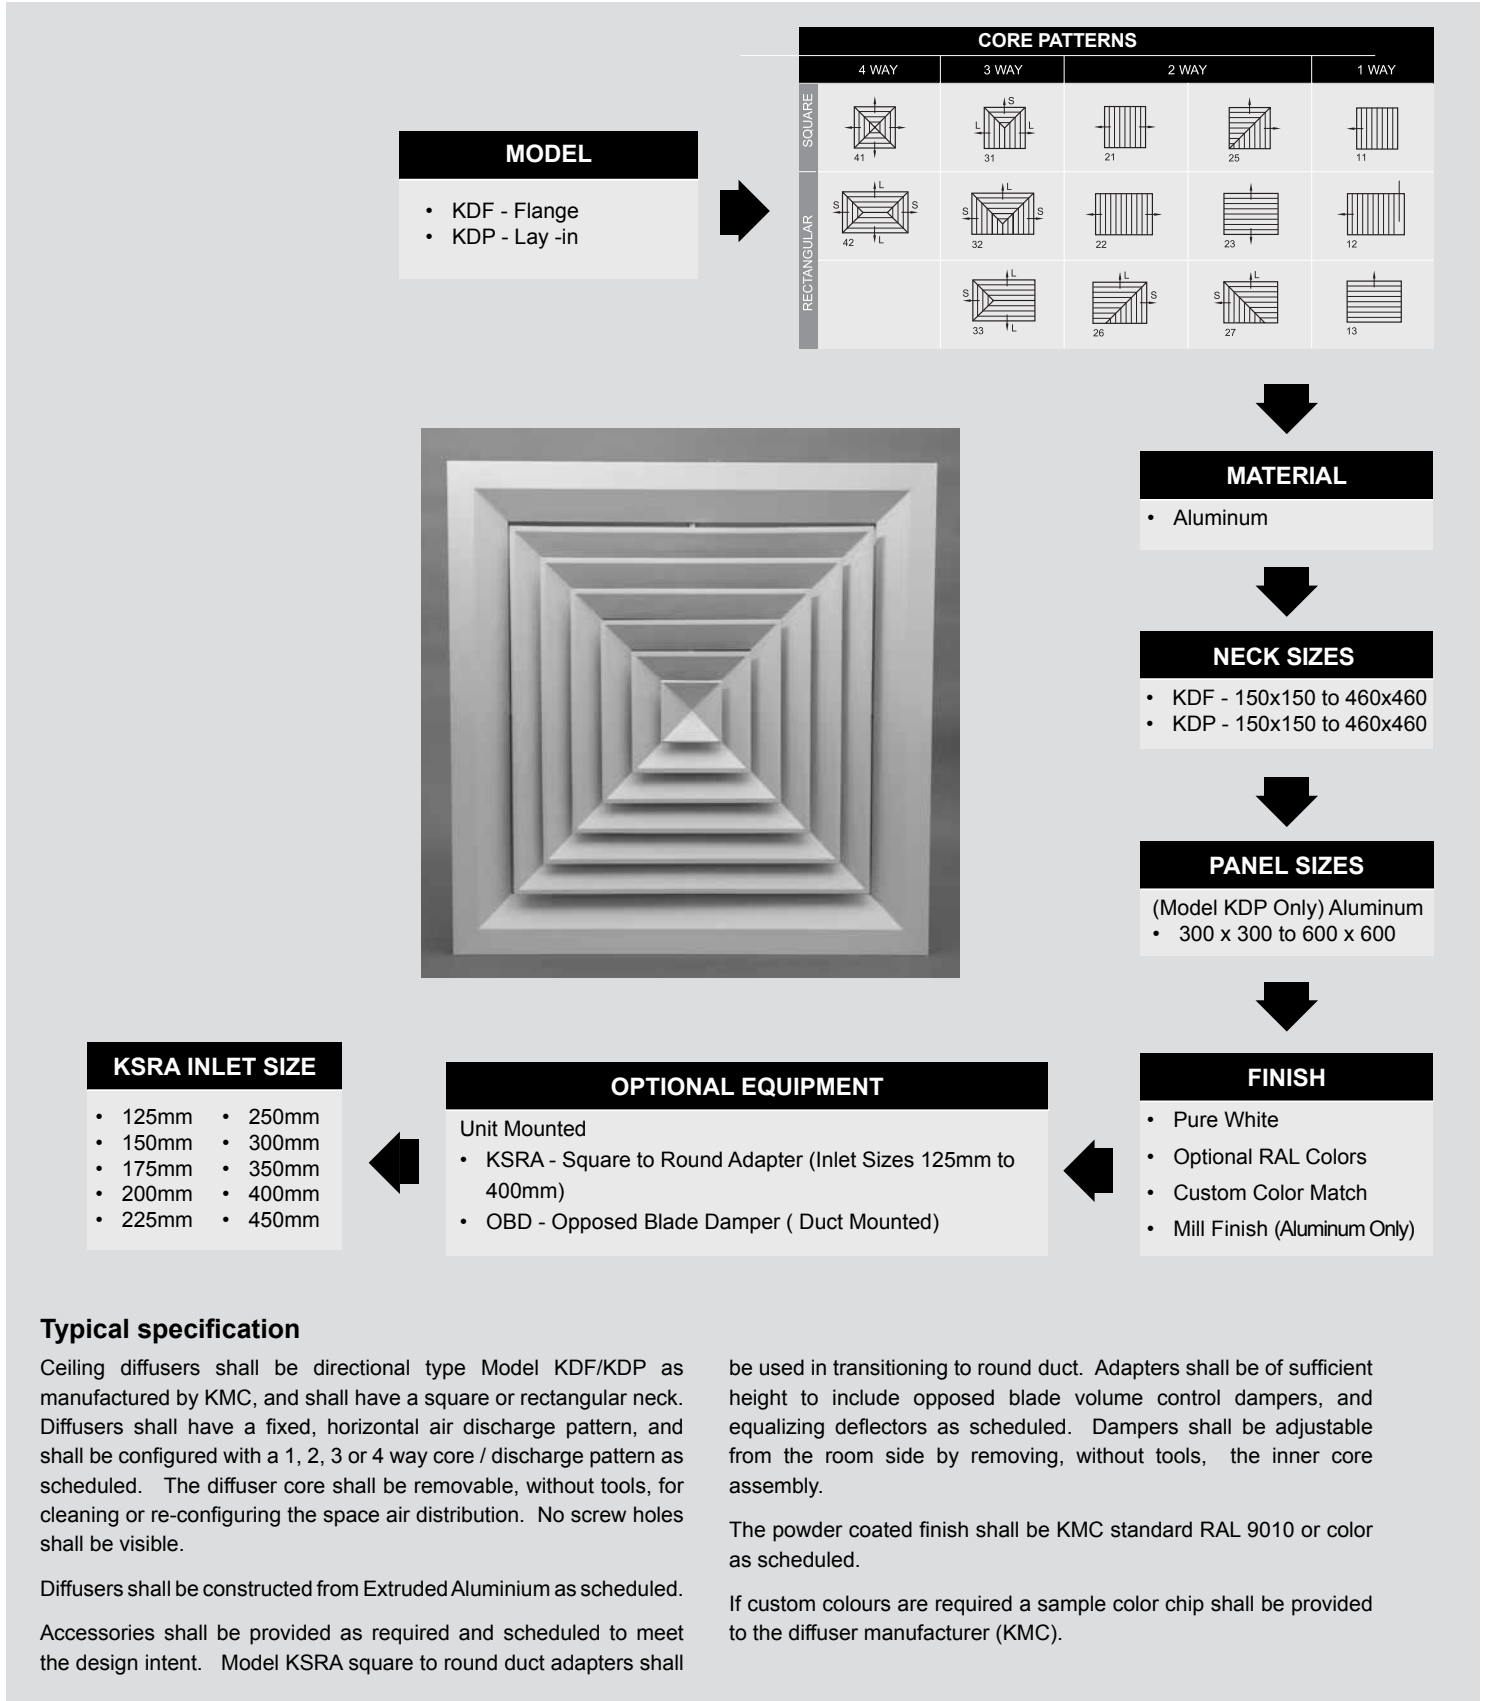 CORE PATTERNS
4 WAY 3 WAY 2 WAY 1 WAY
SQUARE
S
L L
41 31 21 25 11
RECTANGULAR
L L
S S S S
42 L 32 22 23 12
L L L
S S S
33 L 26 27 13
MODEL
• KDF - Flange
• KDP - Lay -in
MATERIAL
• Aluminum
NECK SIZES
• KDF - 150x150 to 460x460
• KDP - 150x150 to 460x460
PANEL SIZES
(Model KDP Only) Aluminum
• 300 x 300 to 600 x 600
FINISH
• Pure White
• Optional RAL Colors
• Custom Color Match
• Mill Finish (Aluminum Only)
OPTIONAL EQUIPMENT
Unit Mounted
• KSRA - Square to Round Adapter (Inlet Sizes 125mm to
400mm)
• OBD - Opposed Blade Damper ( Duct Mounted)
KSRA INLET SIZE
• 125mm • 250mm
• 150mm • 300mm
• 175mm • 350mm
• 200mm • 400mm
• 225mm • 450mm
Typical specification
Ceiling diffusers shall be directional type Model KDF/KDP as
manufactured by KMC, and shall have a square or rectangular neck.
Diffusers shall have a fixed, horizontal air discharge pattern, and
shall be configured with a 1, 2, 3 or 4 way core / discharge pattern as
scheduled. The diffuser core shall be removable, without tools, for
cleaning or re-configuring the space air distribution. No screw holes
shall be visible.
Diffusers shall be constructed from Extruded Aluminium as scheduled.
Accessories shall be provided as required and scheduled to meet
the design intent. Model KSRA square to round duct adapters shall
be used in transitioning to round duct. Adapters shall be of sufficient
height to include opposed blade volume control dampers, and
equalizing deflectors as scheduled. Dampers shall be adjustable
from the room side by removing, without tools, the inner core
assembly.
The powder coated finish shall be KMC standard RAL 9010 or color
as scheduled.
If custom colours are required a sample color chip shall be provided
to the diffuser manufacturer (KMC).